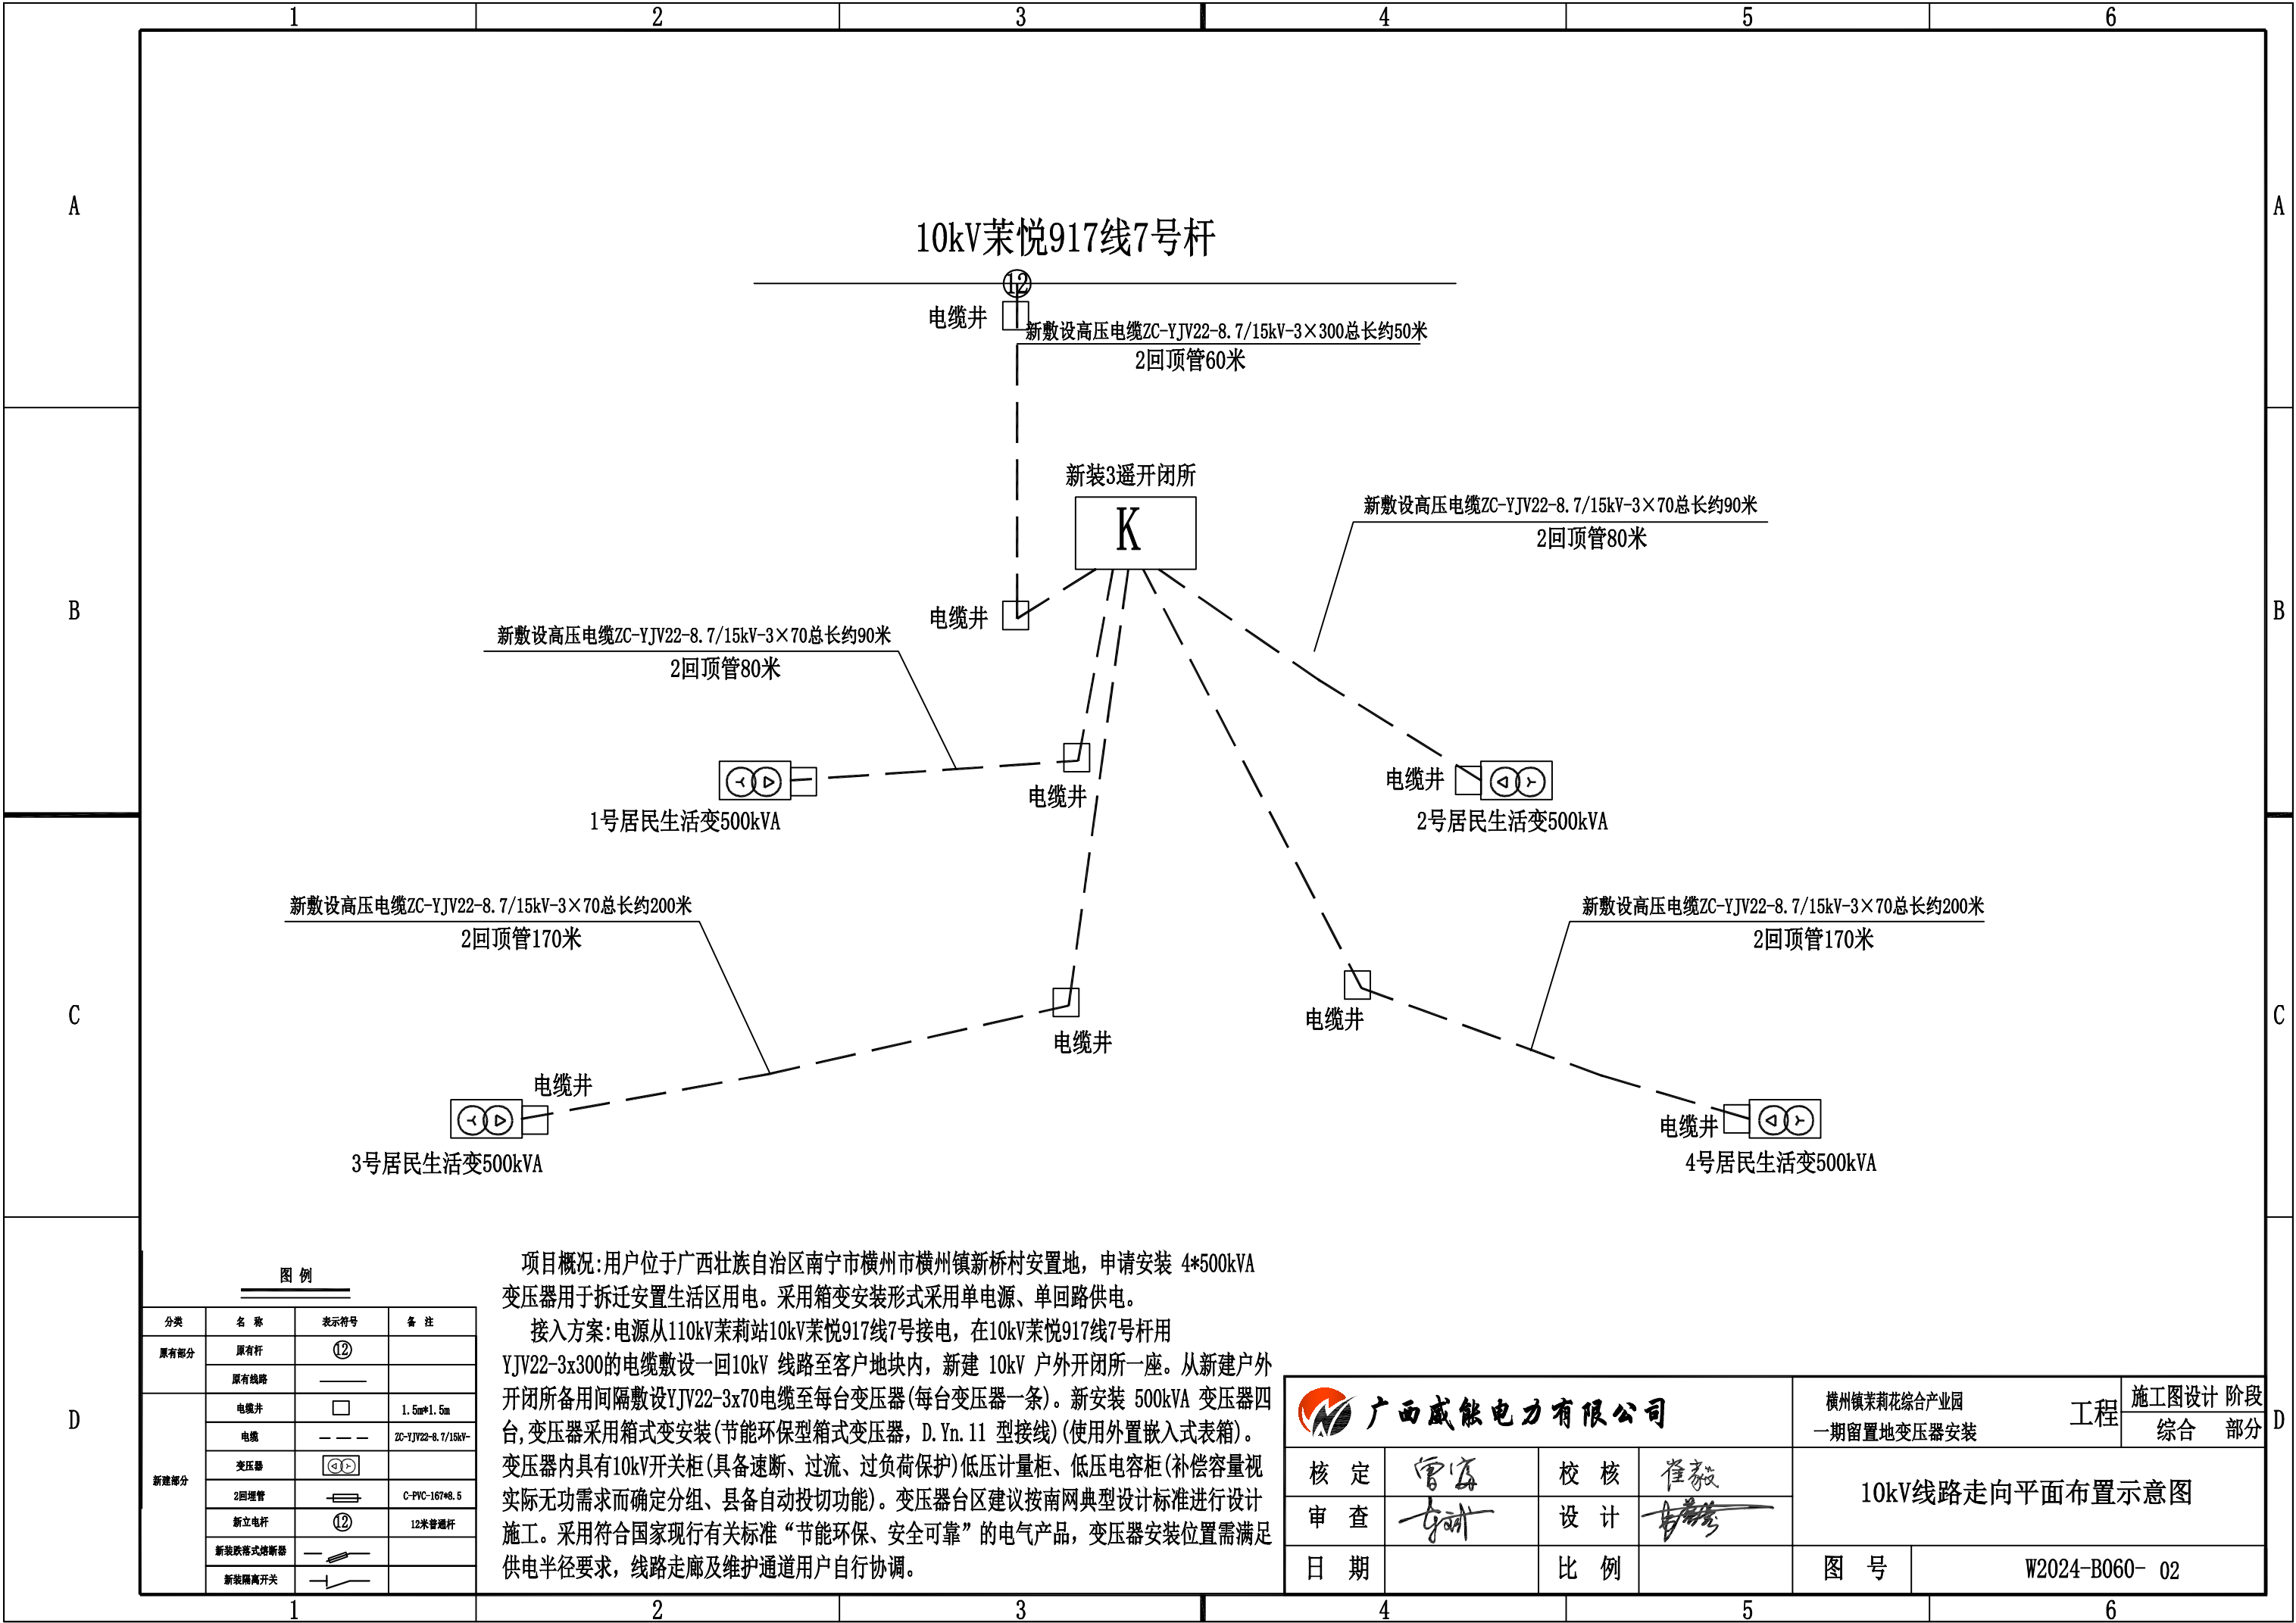 1 2 3 4 5 6
A A
10kV茉悦917线7号杆
12
电缆井
新敷设高压电缆ZC-YJV22-8.7/15kV-3×300总长约50米
2回顶管60米
新装3遥开闭所
K
新敷设高压电缆ZC-YJV22-8.7/15kV-3×70总长约90米
2回顶管80米
B B
电缆井
新敷设高压电缆ZC-YJV22-8.7/15kV-3×70总长约90米
2回顶管80米
电缆井
1号居民生活变500kVA
电缆井
2号居民生活变500kVA
新敷设高压电缆ZC-YJV22-8.7/15kV-3×70总长约200米
2回顶管170米
新敷设高压电缆ZC-YJV22-8.7/15kV-3×70总长约200米
2回顶管170米
C C
电缆井
电缆井
电缆井
3号居民生活变500kVA
电缆井
4号居民生活变500kVA
D D
图 例
分类 名 称 表示符号 备 注
原有部分 原有杆 12
原有线路
新建部分
电缆井 1.5m*1.5m
电缆 ZC-YJV22-8.7/15kV-
变压器
2回埋管 C-PVC-167*8.5
新立电杆 12 12米普通杆
新装跌落式熔断器
新装隔离开关
项目概况:用户位于广西壮族自治区南宁市横州市横州镇新桥村安置地，申请安装 4*500kVA
变压器用于拆迁安置生活区用电。采用箱变安装形式采用单电源、单回路供电。
接入方案:电源从110kV茉莉站10kV茉悦917线7号接电，在10kV茉悦917线7号杆用
YJV22-3x300的电缆敷设一回10kV 线路至客户地块内，新建 10kV 户外开闭所一座。从新建户外
开闭所备用间隔敷设YJV22-3x70电缆至每台变压器(每台变压器一条)。新安装 500kVA 变压器四
台,变压器采用箱式变安装(节能环保型箱式变压器，D.Yn.11 型接线)(使用外置嵌入式表箱)。
变压器内具有10kV开关柜(具备速断、过流、过负荷保护)低压计量柜、低压电容柜(补偿容量视
实际无功需求而确定分组、县备自动投切功能)。变压器台区建议按南网典型设计标准进行设计
施工。采用符合国家现行有关标准“节能环保、安全可靠”的电气产品，变压器安装位置需满足
供电半径要求，线路走廊及维护通道用户自行协调。
广西威能电力有限公司
横州镇茉莉花综合产业园
一期留置地变压器安装
工程
施工图设计 阶段
综合 部分
核 定 校 核
审 查 设 计
日 期 比 例
10kV线路走向平面布置示意图
图 号 W2024-B060- 02
1 2 3 4 5 6